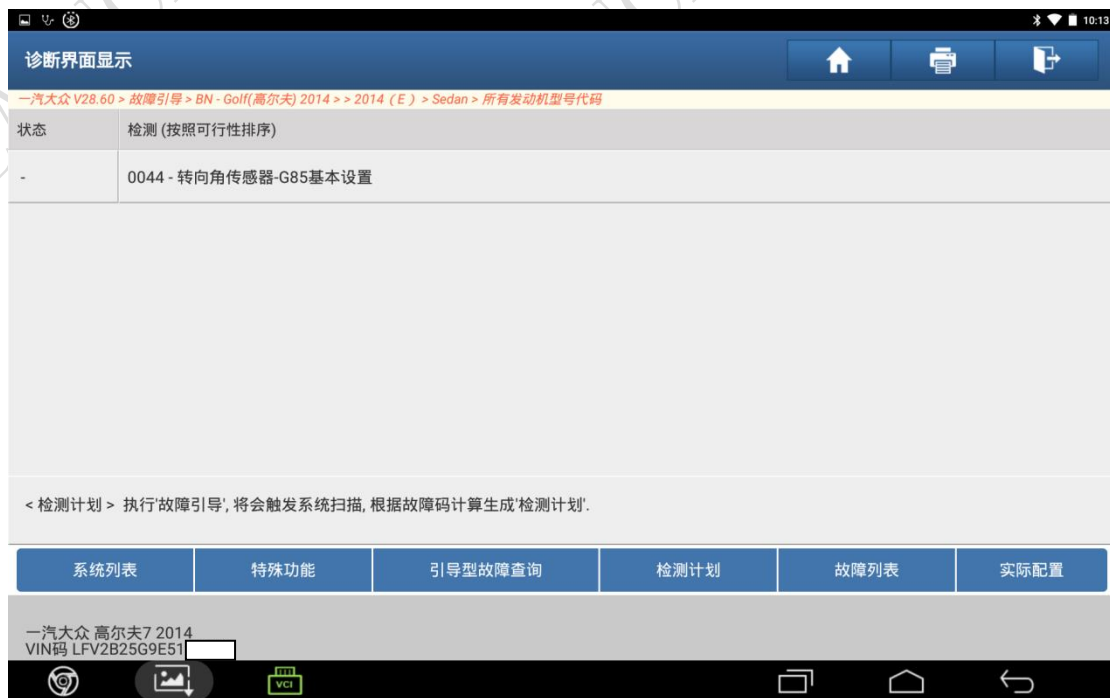 10:13
诊断界面显示
一汽大众 V28.60 > 故障引导 > BN - Golf(高尔夫) 2014 > > 2014（E）> Sedan > 所有发动机型号代码
状态 检测 (按照可行性排序)
- 0044 - 转向角传感器-G85基本设置
< 检测计划 > 执行'故障引导', 将会触发系统扫描, 根据故障码计算生成'检测计划'.
系统列表 特殊功能 引导型故障查询 检测计划 故障列表 实际配置
一汽大众 高尔夫7 2014
VIN码 LFV2B25G9E51
VCI